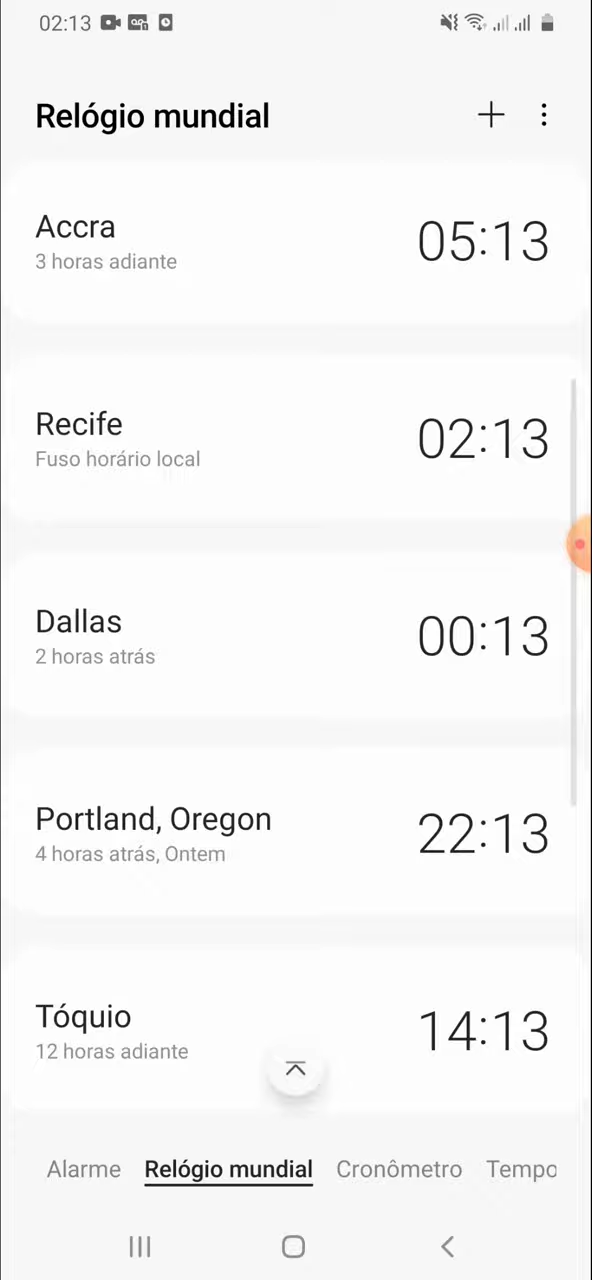 02:13
Relógio mundial
Accra
3 horas adiante
05:13
Recife
Fuso horário local
02:13
Dallas
2 horas atrás
00:13
Portland, Oregon
4 horas atrás, Ontem
22:13
Tóquio
12 horas adiante
14:13
Alarme Relógio mundial Cronômetro Tempo